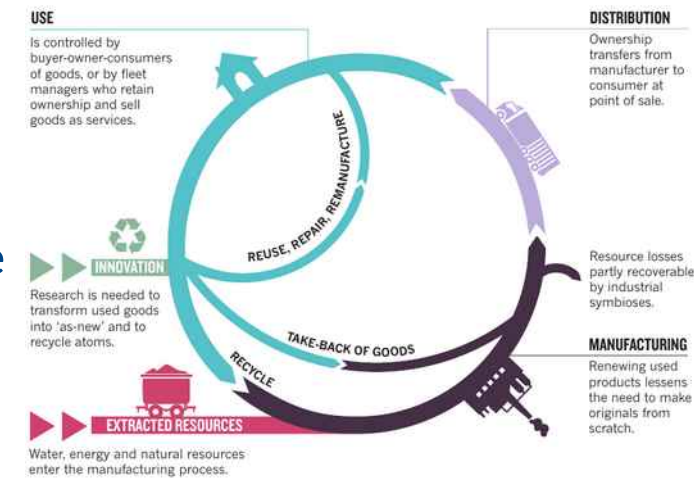 USE
Is controlled by
buyer-owner-consumers
of goods, or by fleet
managers who retain
ownership and sell
goods as services.
DISTRIBUTION
Ownership
transfers from
manufacturer to
consumer at
point of sale.
REUSE, REPAIR, REMANUFACTURE
e
INNOVATION
Research is needed to
transform used goods
into ‘as-new’ and to
recycle atoms.
Resource losses
partly recoverable
by industrial
symbioses.
TAKE-BACK OF GOODS
RECYCLE
MANUFACTURING
Renewing used
products lessens
the need to make
originals from
scratch.
EXTRACTED RESOURCES
Water, energy and natural resources
enter the manufacturing process.